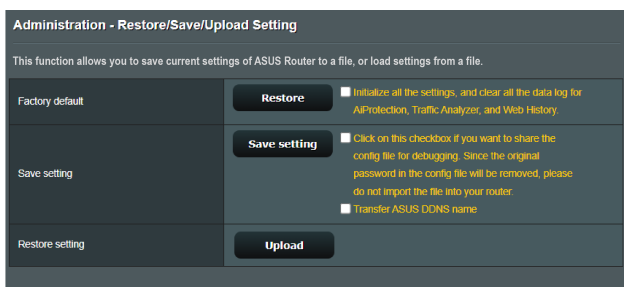 Administration - Restore/Save/Upload Setting
This function allows you to save current settings of ASUS Router to a file, or load settings from a file.
Factory default
Restore
Initialize all the settings, and clear all the data log for
AiProtection, Traffic Analyzer, and Web History.
Save setting
Save setting
Click on this checkbox if you want to share the
config file for debugging. Since the original
password in the config file will be removed, please
do not import the file into your router.
Transfer ASUS DDNS name
Restore setting
Upload